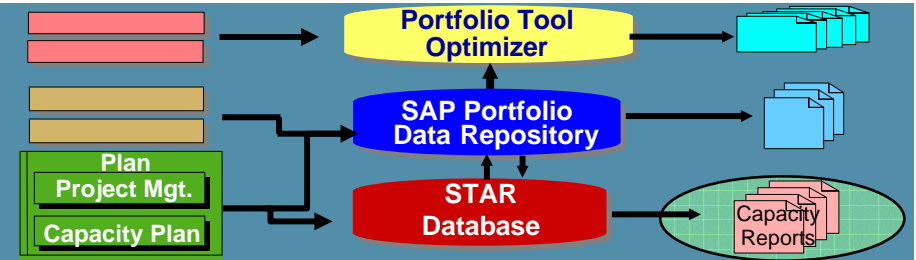 Portfolio Tool
Optimizer
SAP Portfolio
Data Repository
Plan
Project Mgt.
Capacity Plan
STAR
Database
Capacity
Reports